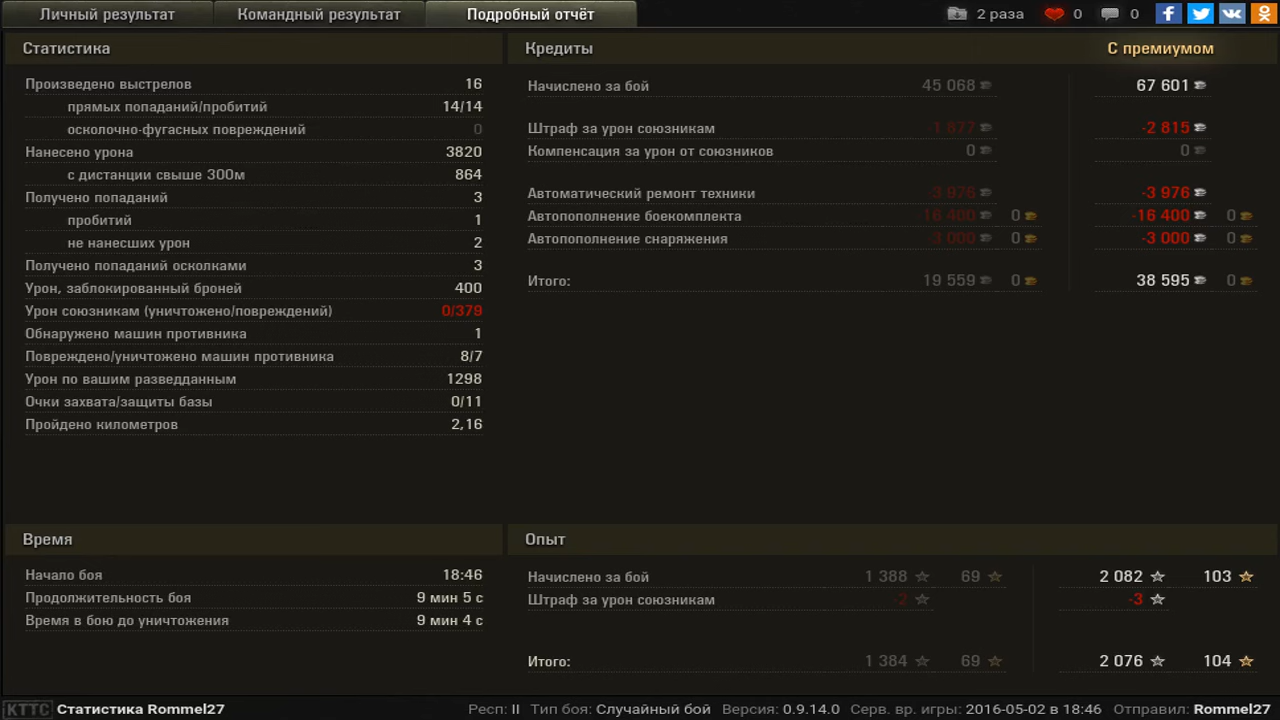 Личный результат Командный результат Подробный отчёт 2 раза 0 0
Статистика
Произведено выстрелов 16
прямых попаданий/пробитий 14/14
осколочно-фугасных повреждений 0
Нанесено урона 3820
с дистанции свыше 300м 864
Получено попаданий 3
пробитий 1
не нанесших урон 2
Получено попаданий осколками 3
Урон, заблокированный броней 400
Урон союзникам (уничтожено/повреждений) 0/379
Обнаружено машин противника 1
Повреждено/уничтожено машин противника 8/7
Урон по вашим разведданным 1298
Очки захвата/защиты базы 0/11
Пройдено километров 2,16
Кредиты С премиумом
Начислено за бой 45 068 67 601
Штраф за урон союзникам -1 877 -2 815
Компенсация за урон от союзников 0 0
Автоматический ремонт техники -3 976 -3 976
Автопополнение боекомплекта -16 400 0 -16 400 0
Автопополнение снаряжения -3 000 0 -3 000 0
Итого: 19 559 0 38 595 0
Время
Начало боя 18:46
Продолжительность боя 9 мин 5 с
Время в бою до уничтожения 9 мин 4 с
Опыт
Начислено за бой 1 388 69 2 082 103
Штраф за урон союзникам -2 -3
Итого: 1 384 69 2 076 104
КТТС Статистика Rommel27 Респ: II Тип боя: Случайный бой Версия: 0.9.14.0 Серв. вр. игры: 2016-05-02 в 18:46 Отправил: Rommel27